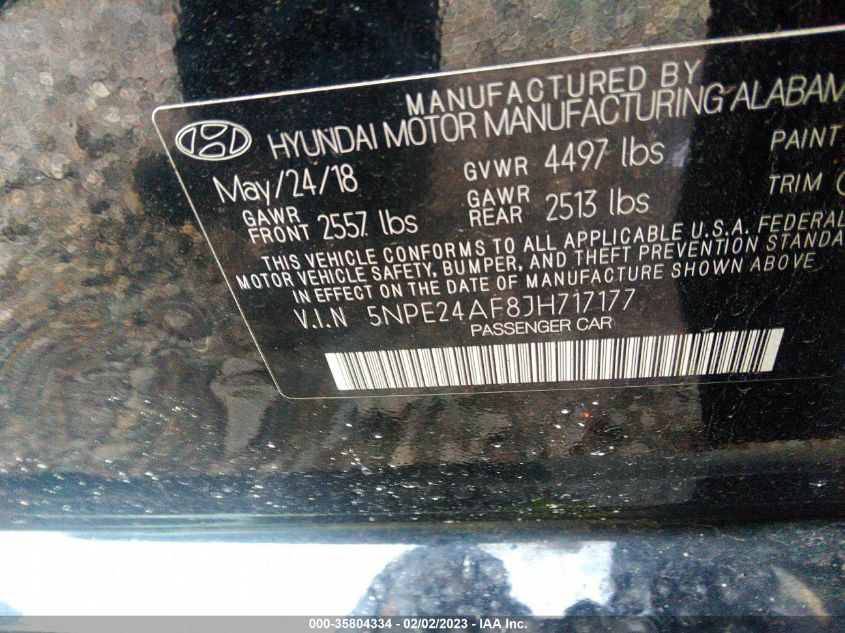 MANUFACTURED BY
HYUNDAI MOTOR MANUFACTURING ALABAM
May/24/18 GVWR 4497 lbs PAINT
GAWR FRONT 2557 lbs GAWR REAR 2513 lbs TRIM
THIS VEHICLE CONFORMS TO ALL APPLICABLE U.S.A. FEDERAL
MOTOR VEHICLE SAFETY, BUMPER, AND THEFT PREVENTION STANDA
IN EFFECT ON THE DATE OF MANUFACTURE SHOWN ABOVE
V.I.N 5NPE24AF8JH717177
PASSENGER CAR
000-35804334 - 02/02/2023 - IAA Inc.